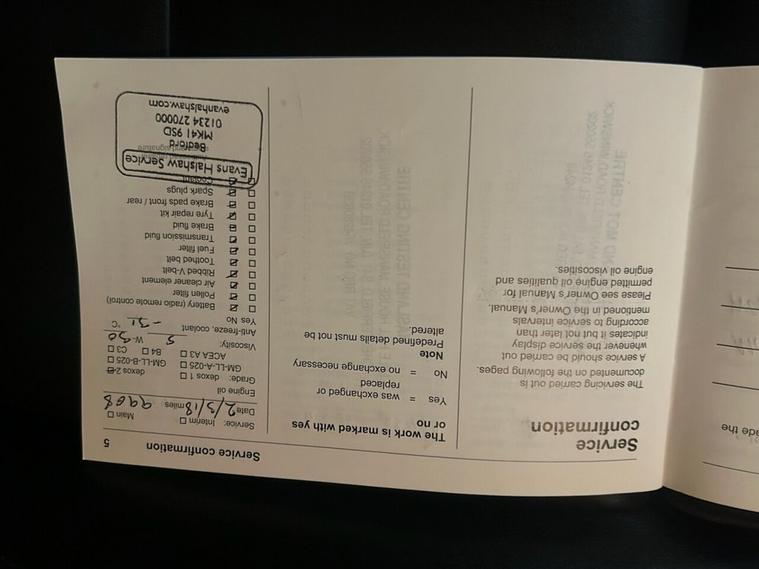 Service
confirmation
The servicing carried out is
documented on the following pages.
A service should be carried out
whenever the service display
indicates it but not later than
according to service intervals
mentioned in the Owner's Manual.
Please see Owner's Manual for
permitted engine oil qualities and
engine oil viscosities.
The work is marked with yes
or no
Yes = was exchanged or
replaced
No = no exchange necessary
Note
Predefined details must not be
altered.
Service confirmation 5
Service: Interim □ Main □
Date 2/3/18 miles: 9968
Engine oil
Grade: dexos 1 □ dexos 2 □
GM-LL-A-025 □ GM-LL-B-025 □
ACEA A3 □ B4 □ C3 □
Viscosity: 5 W- 30
Anti-freeze, coolant -31 °C
Yes No
Battery (radio remote control)
Pollen filter
Air cleaner element
Ribbed V-belt
Toothed belt
Fuel filter
Transmission fluid
Brake fluid
Tyre repair kit
Brake pads front / rear
Spark plugs
Evans Halshaw Service
Bedford
MK41 9SD
01234 270000
evanhalshaw.com
ade the